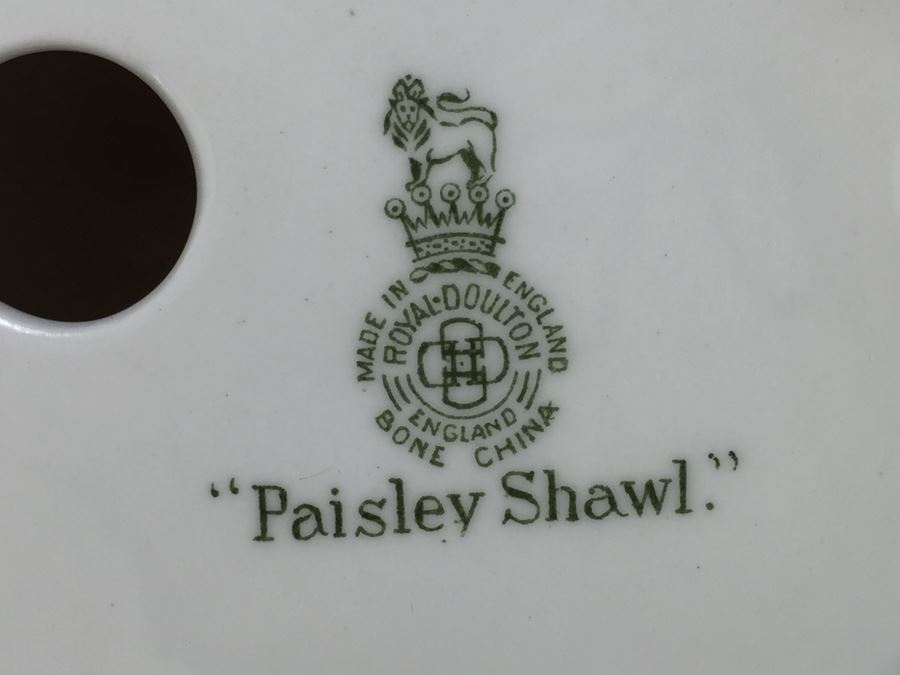 MADE IN ENGLAND
ROYAL·DOULTON
ENGLAND
BONE CHINA
“Paisley Shawl.”